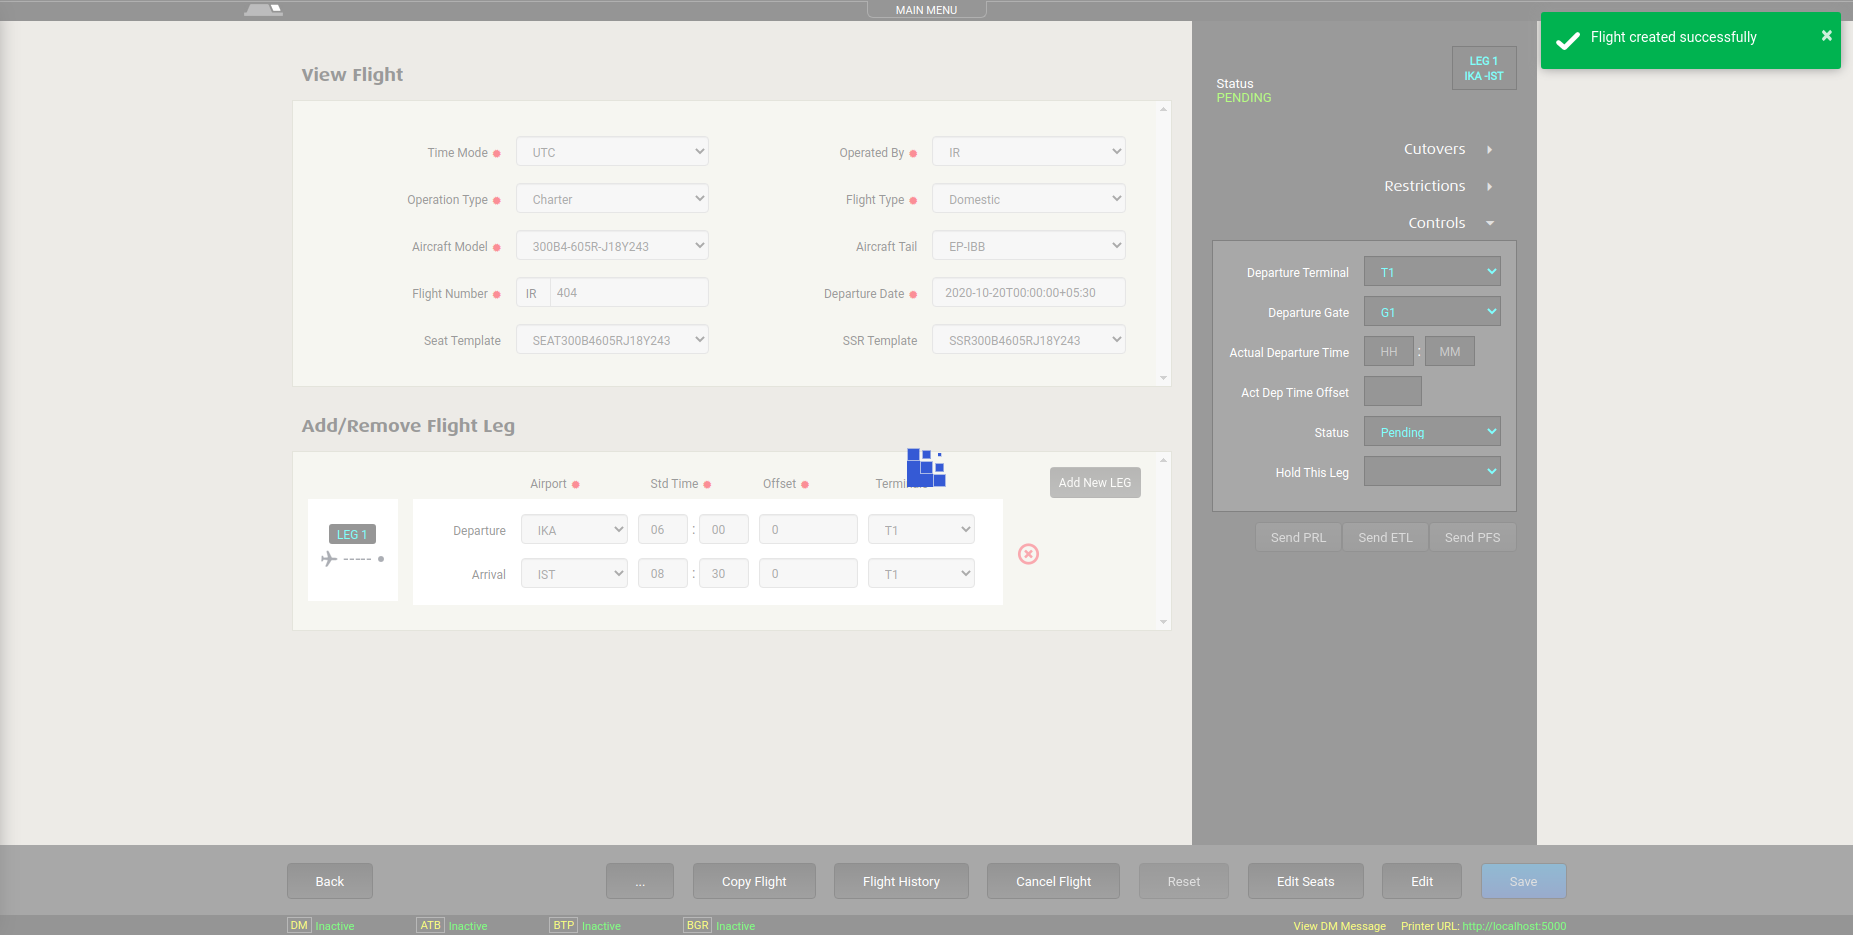 MAIN MENU
Flight created successfully
×
View Flight
Time Mode UTC Operated By IR
Operation Type Charter Flight Type Domestic
Aircraft Model 300B4-605R-J18Y243 Aircraft Tail EP-IBB
Flight Number IR 404 Departure Date 2020-10-20T00:00:00+05:30
Seat Template SEAT300B4605RJ18Y243 SSR Template SSR300B4605RJ18Y243
Add/Remove Flight Leg
Airport Std Time Offset
Add New LEG
LEG 1
Departure IKA 06 : 00 0 T1
Arrival IST 08 : 30 0 T1
LEG 1
IKA -IST
Status
PENDING
Cutovers
Restrictions
Controls
Departure Terminal T1
Departure Gate G1
Actual Departure Time HH : MM
Act Dep Time Offset
Status Pending
Hold This Leg
Send PRL Send ETL Send PFS
Back ... Copy Flight Flight History Cancel Flight Reset Edit Seats Edit Save
DM Inactive ATB Inactive BTP Inactive BGR Inactive View DM Message Printer URL: http://localhost:5000